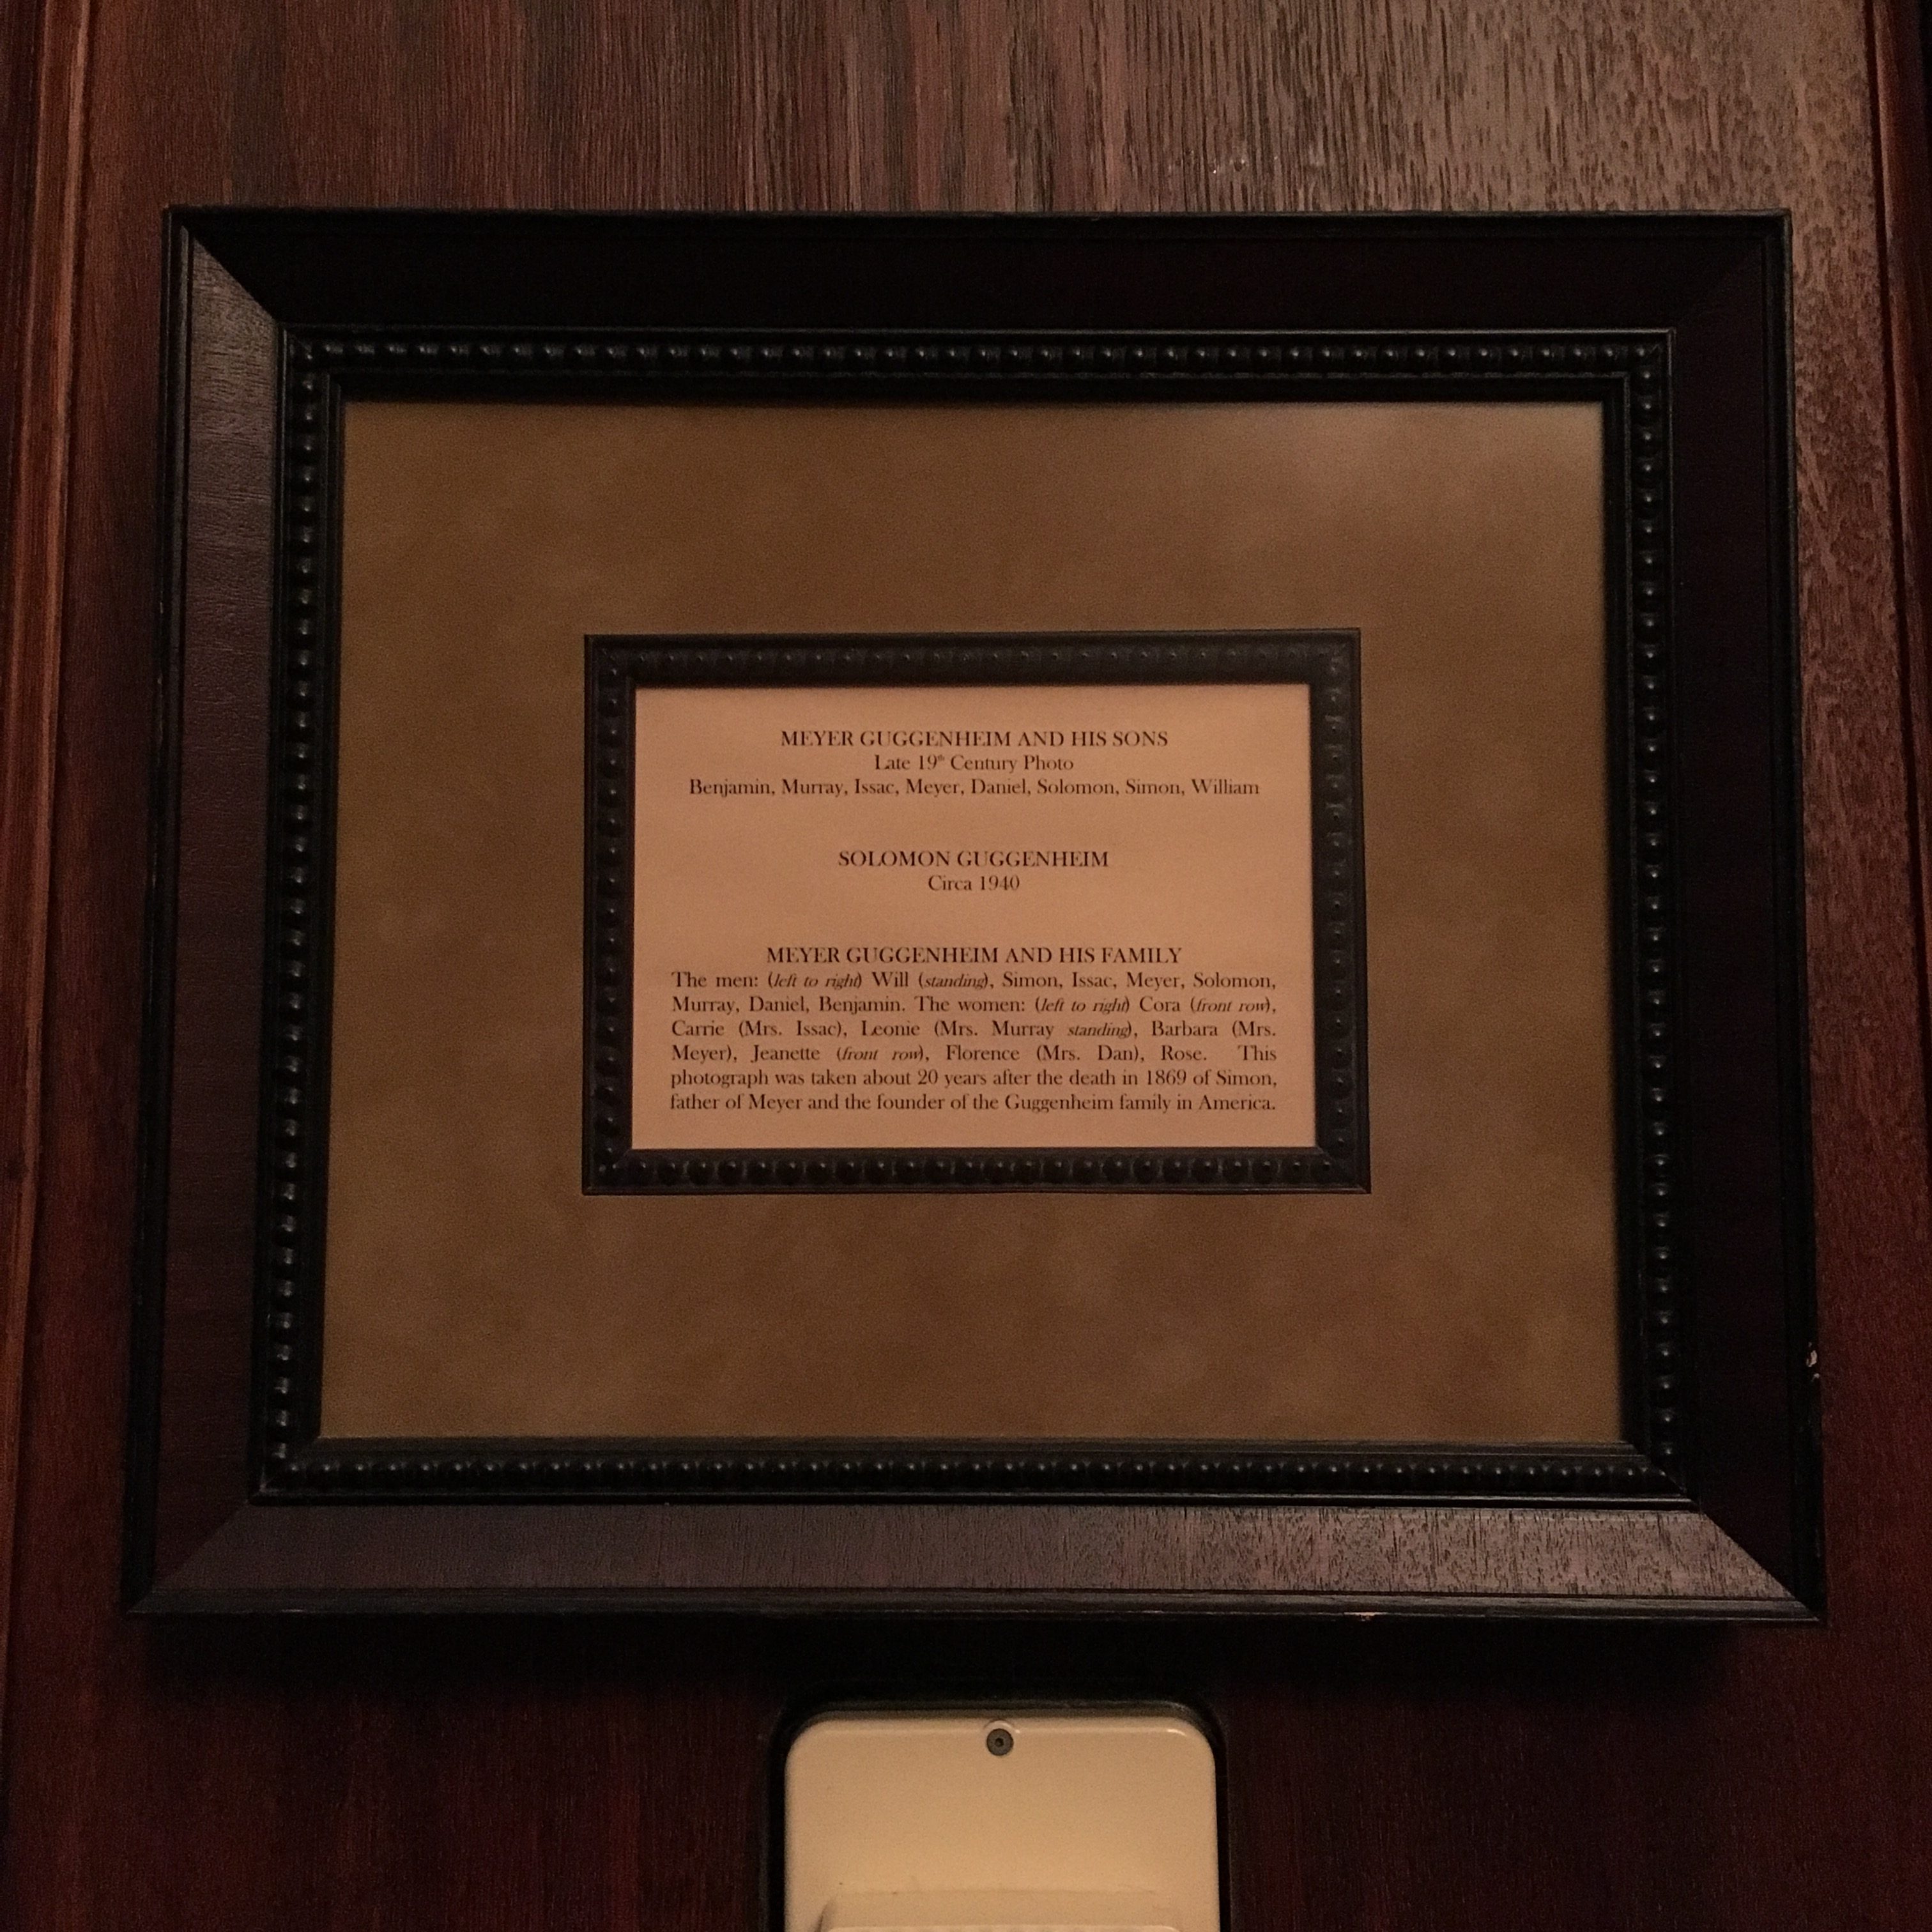 MEYER GUGGENHEIM AND HIS SONS
Late 19th Century Photo
Benjamin, Murray, Issac, Meyer, Daniel, Solomon, Simon, William
SOLOMON GUGGENHEIM
Circa 1940
MEYER GUGGENHEIM AND HIS FAMILY
The men: (left to right) Will (standing), Simon, Issac, Meyer, Solomon,
Murray, Daniel, Benjamin. The women: (left to right) Cora (front row),
Carrie (Mrs. Issac), Leonie (Mrs. Murray standing), Barbara (Mrs.
Meyer), Jeanette (front row), Florence (Mrs. Dan), Rose. This
photograph was taken about 20 years after the death in 1869 of Simon,
father of Meyer and the founder of the Guggenheim family in America.